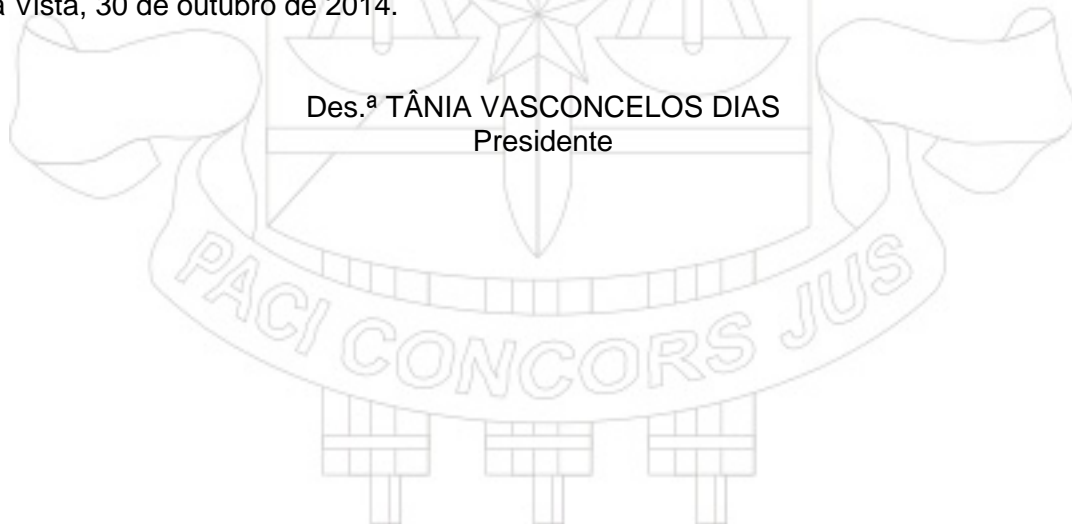 a Vista, 30 de outubro de 2014.
Des.ª TÂNIA VASCONCELOS DIAS
Presidente
PACI CONCORS JUS